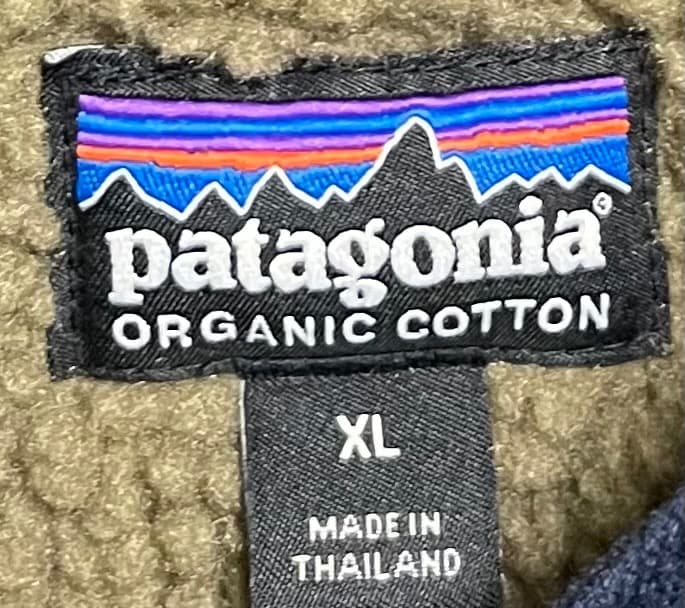 patagonia®
ORGANIC COTTON
XL
MADE IN
THAILAND